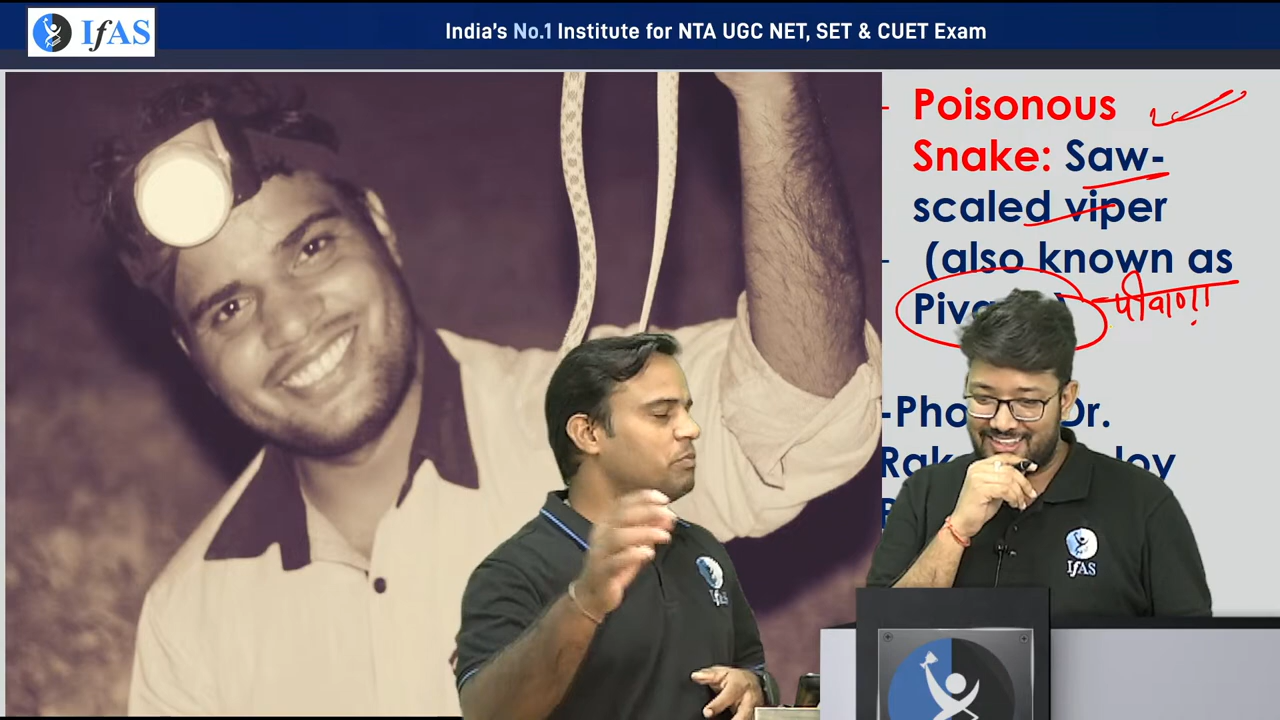 IfAS
India's No.1 Institute for NTA UGC NET, SET & CUET Exam
- Poisonous
Snake: Saw-
scaled viper
- (also known as
पीवाणा
Dr.
IfAS
IfAS